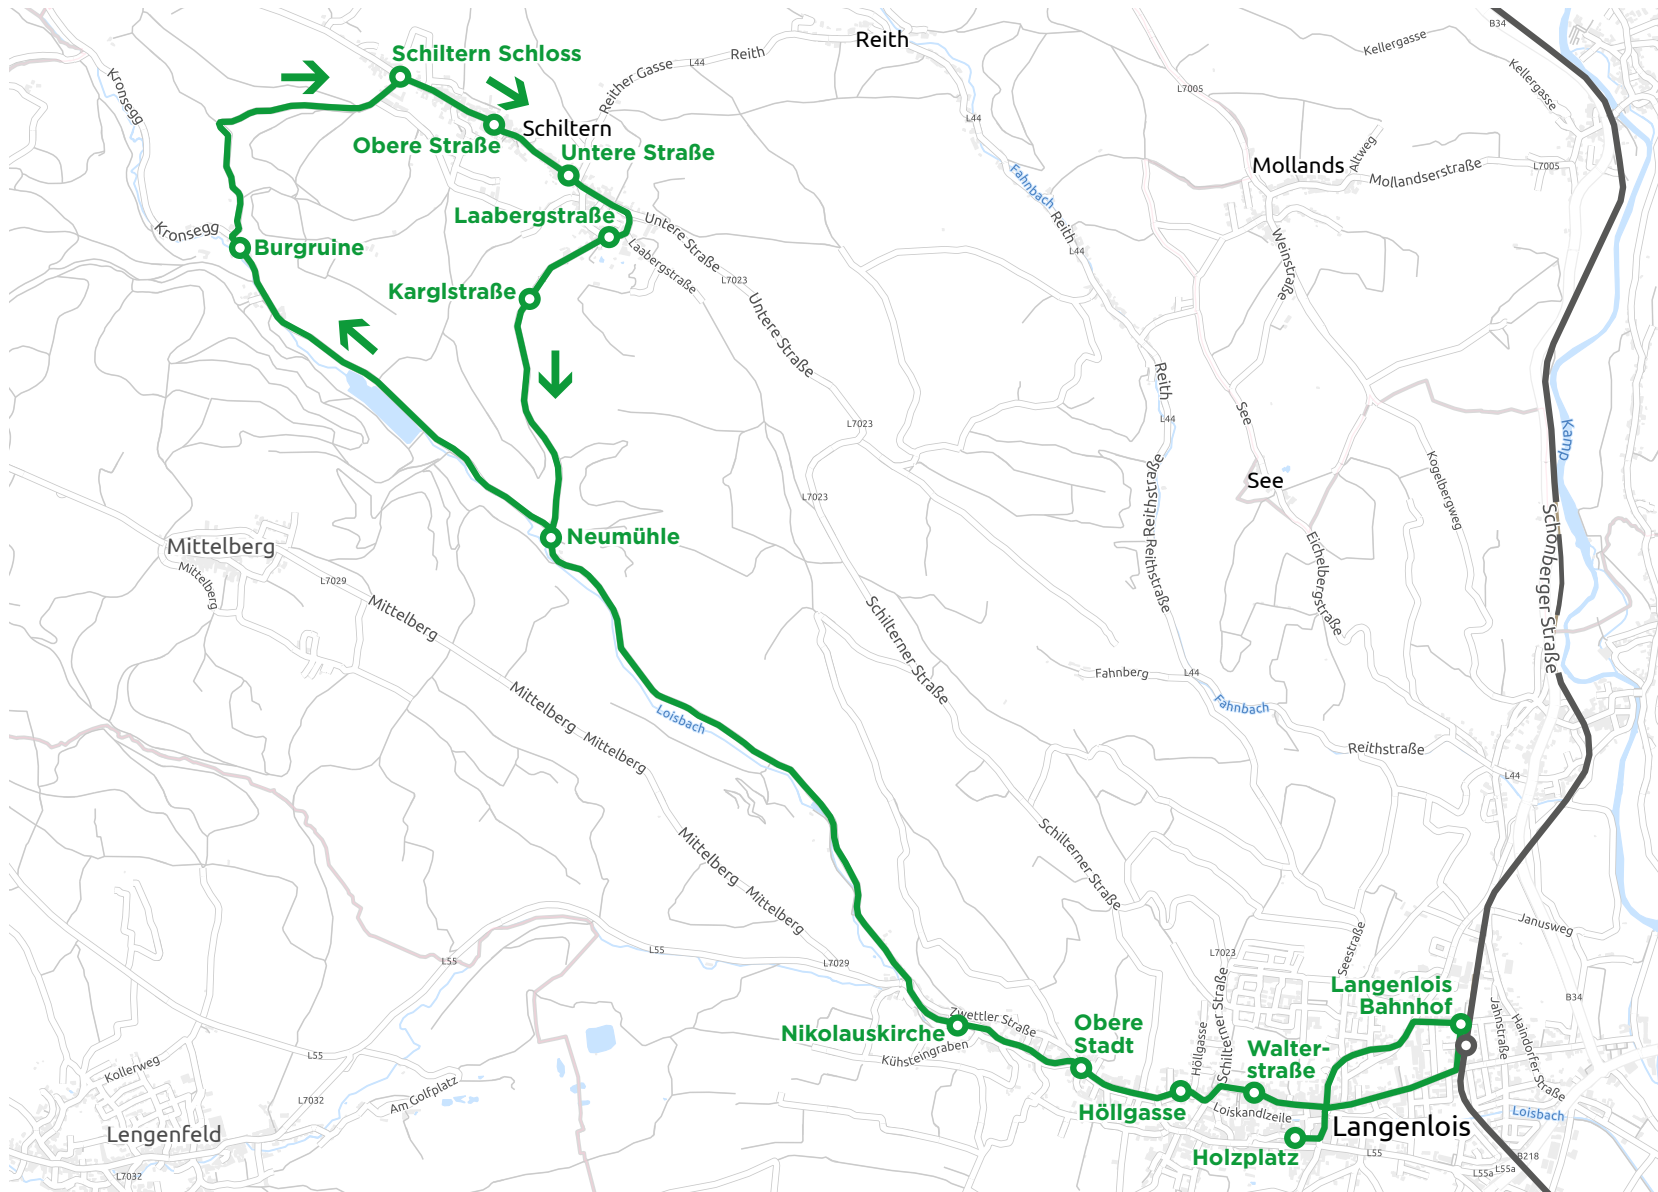 Schiltern Schloss
Obere Straße
Schiltern
Untere Straße
Laabergstraße
Burgruine
Karglstraße
Neumühle
Nikolauskirche
Obere
Stadt
Höllgasse
Walter-
straße
Holzplatz
Langenlois
Bahnhof
Langenlois
Reith
Mollands
See
Mittelberg
Lengenfeld
Kronsegg
Kronsegg
Reither Gasse
L44
Reith
L44
Fahnbach
Reith
L44
Reith
L44
Reithstraße
Reithstraße
Reithstraße
L7005
Kellergasse
Kellergasse
B34
Altweg
Mollandserstraße
L7005
Weinstraße
See
Kogelbergweg
Eichelbergstraße
Kamp
Schönberger Straße
Untere Straße
Laabergstraße
L7023
Untere Straße
L7023
L7023
Schilterner Straße
Fahnberg
L44
Fahnbach
Reithstraße
L44
Mittelberg
L7029
Mittelberg
Mittelberg
Mittelberg
Loisbach
Mittelberg
Mittelberg
L7029
L55
L55
L55
Schilterner Straße
L7023
Schilterner Straße
Höllgasse
Seestraße
Janusweg
B34
Jahnstraße
Haindorfer Straße
Loisbach
Zwettler Straße
Kühsteingraben
Loiskandlzeile
L55
L55a
L55a
B218
Kollerweg
Am Golfplatz
L7032
L7032